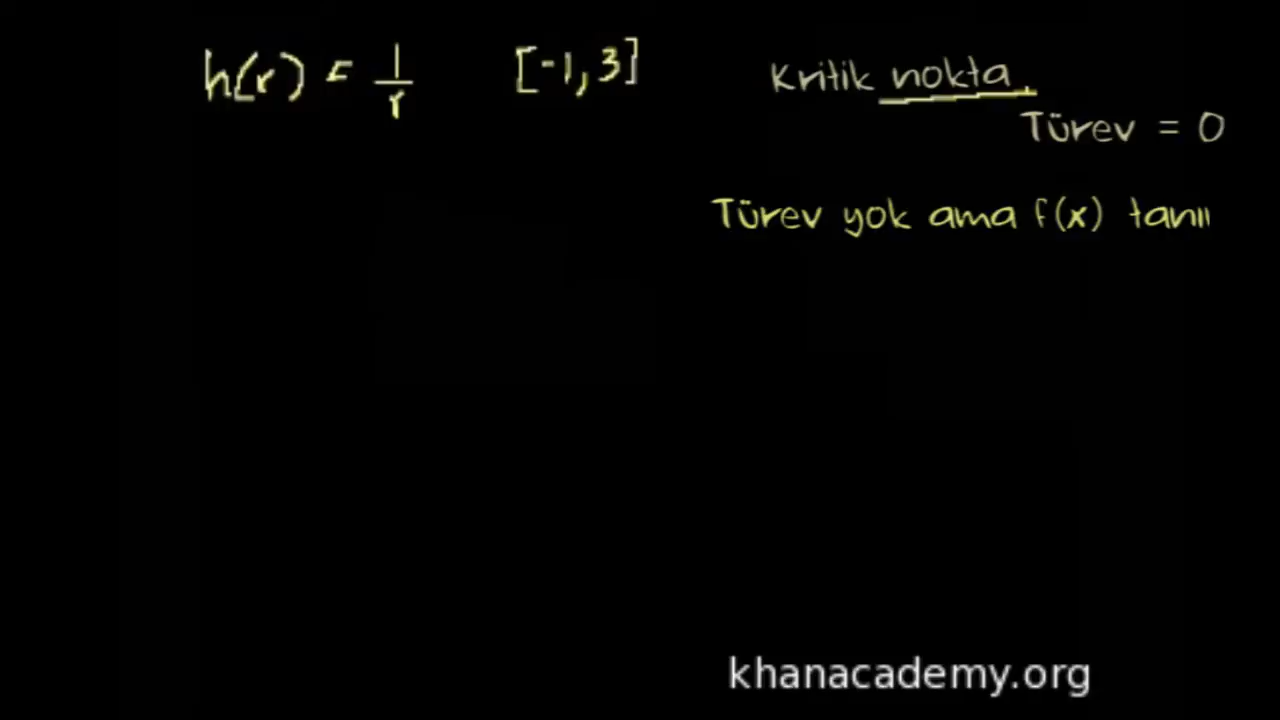 h(r) = 1/r [-1, 3] Kritik nokta
Türev = 0
Türev yok ama f(x)
khanacademy.org